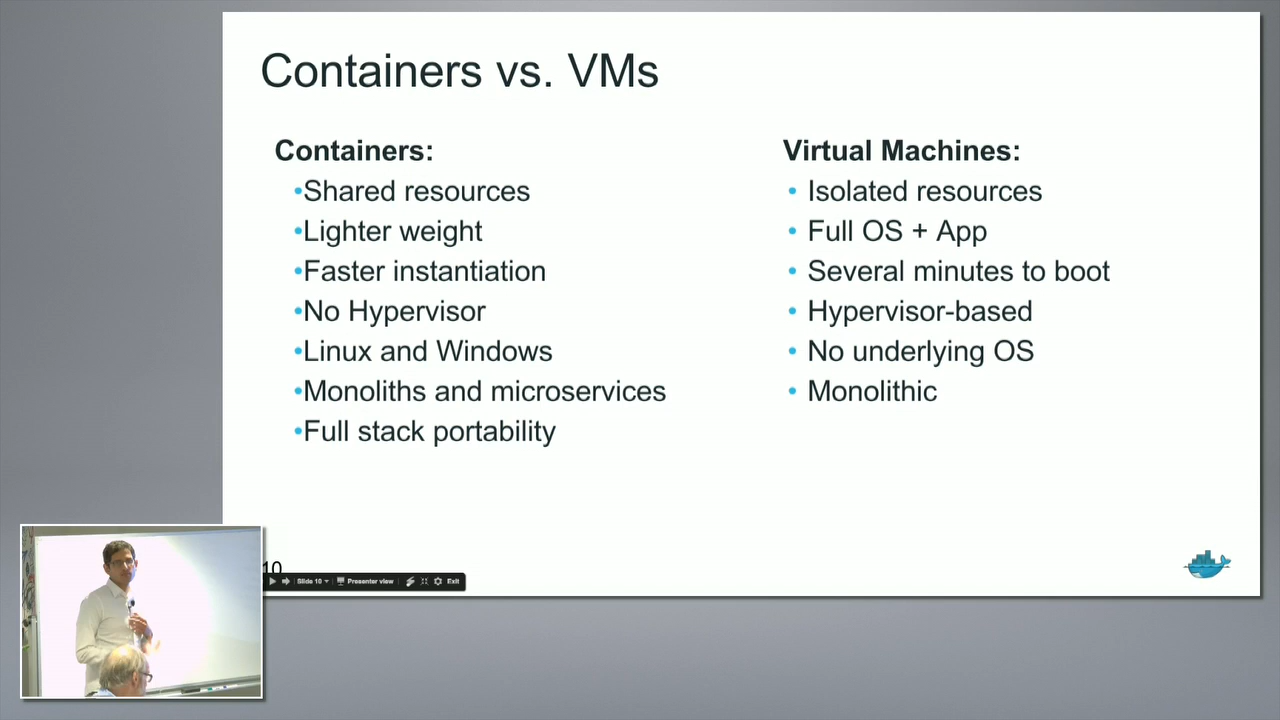 Containers vs. VMs
Containers:
•Shared resources
•Lighter weight
•Faster instantiation
•No Hypervisor
•Linux and Windows
•Monoliths and microservices
•Full stack portability
Virtual Machines:
• Isolated resources
• Full OS + App
• Several minutes to boot
• Hypervisor-based
• No underlying OS
• Monolithic
10
Slide 10 Presenter view Exit